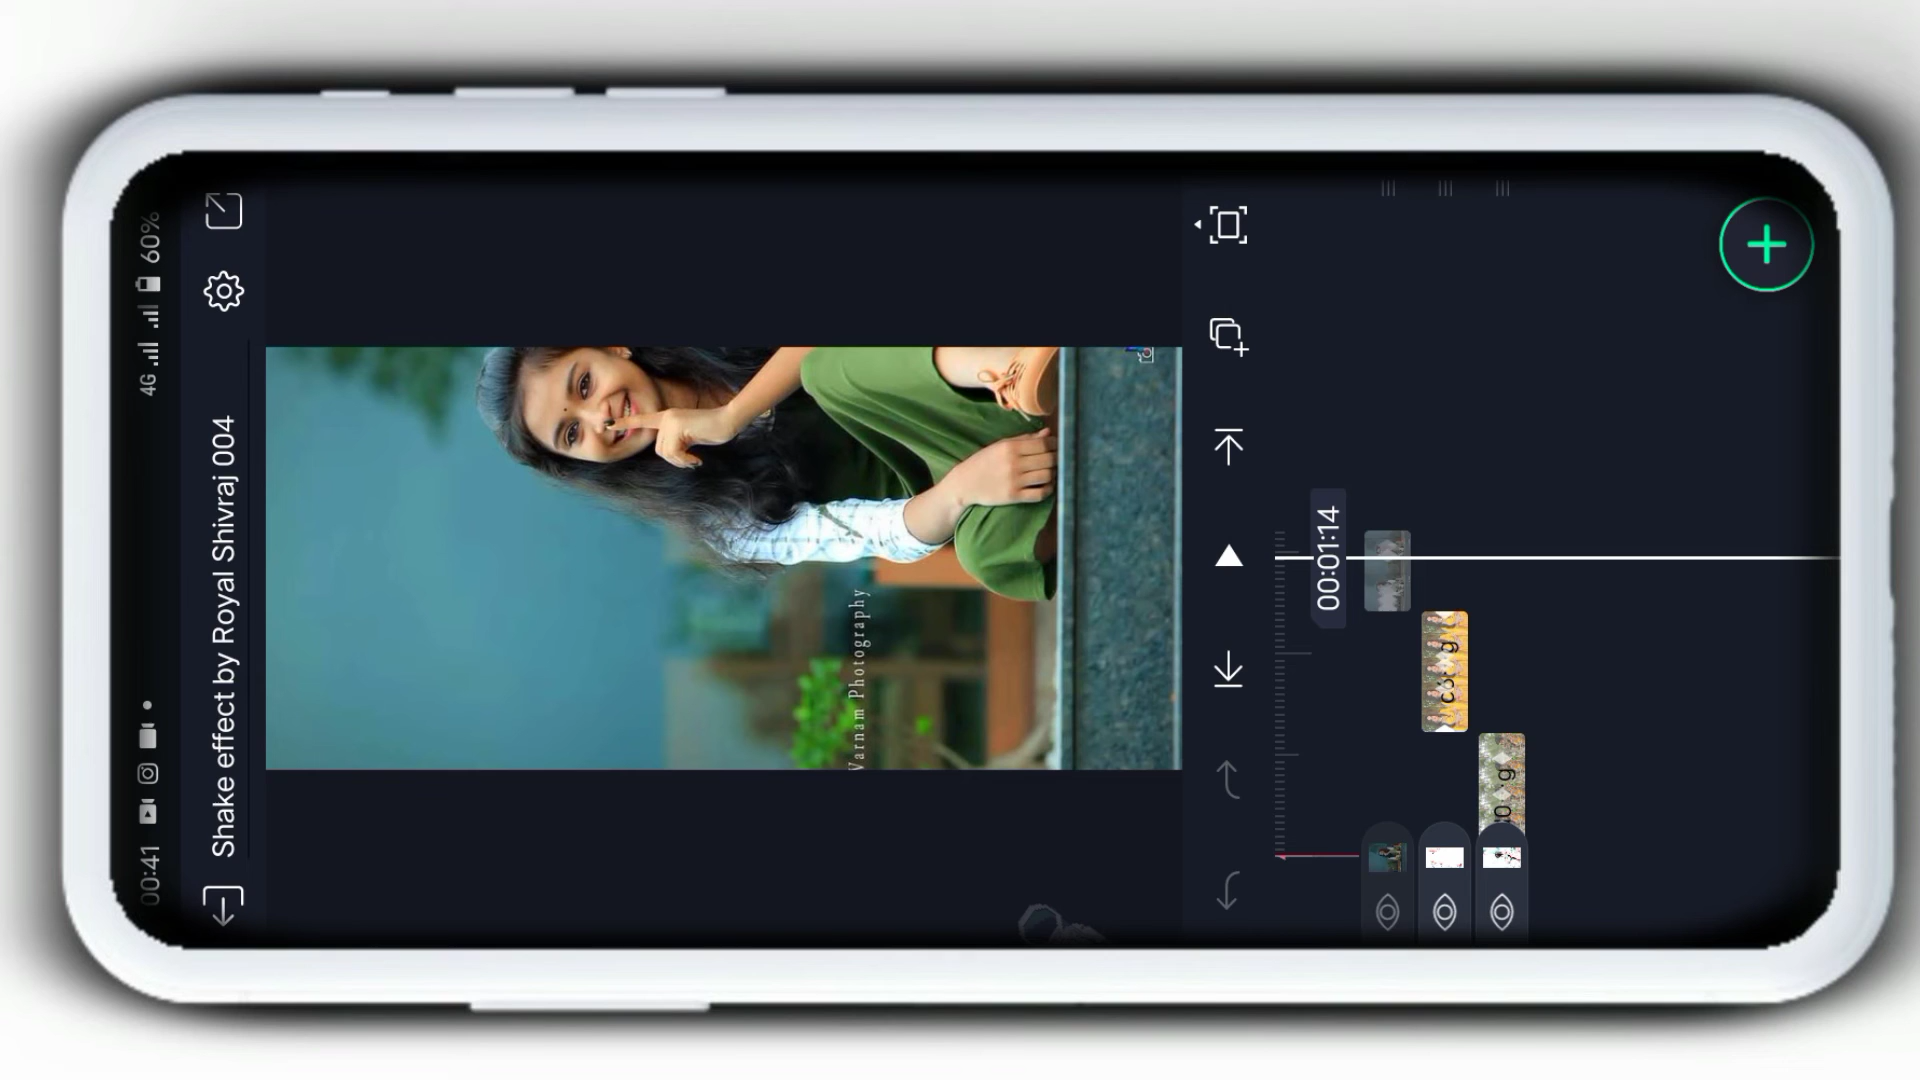 00:41
4G
60%
Shake effect by Royal Shivraj 004
Varnam Photography
00:01:14